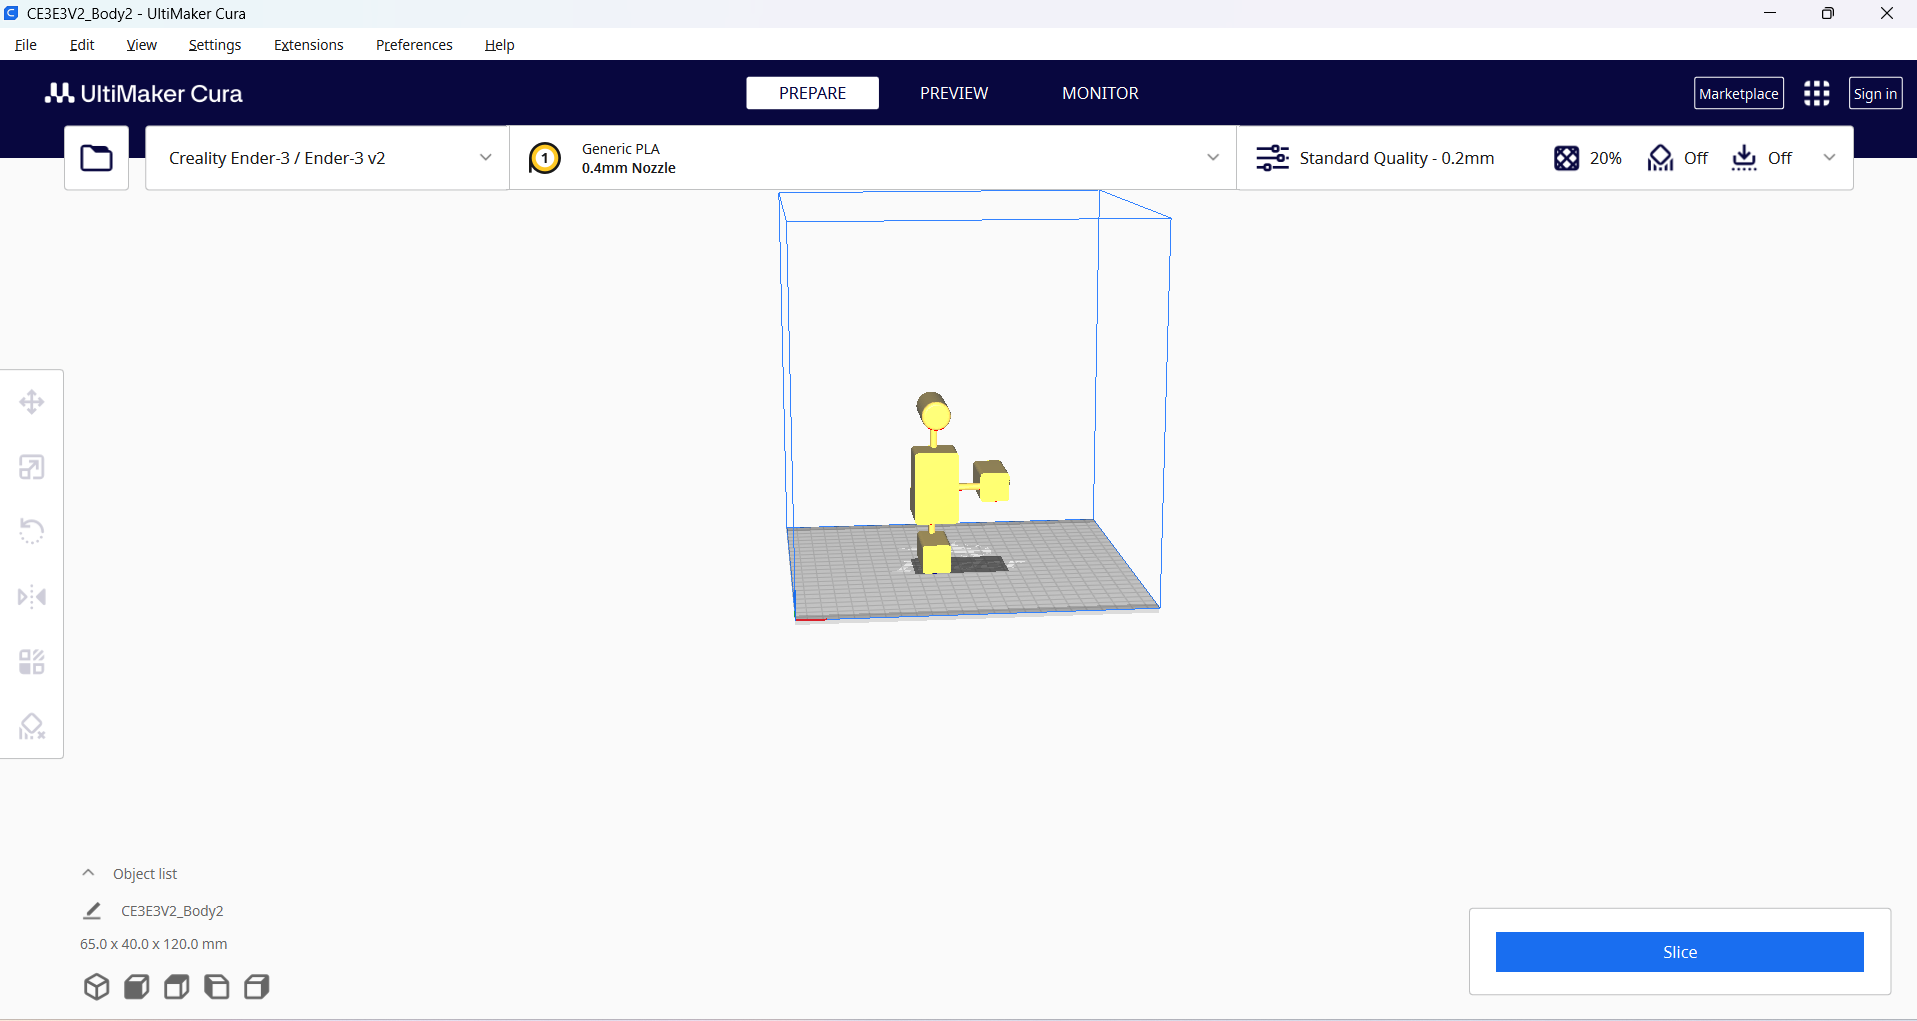 CE3E3V2_Body2 - UltiMaker Cura
File Edit View Settings Extensions Preferences Help
UltiMaker Cura
PREPARE PREVIEW MONITOR
Marketplace
Sign in
Creality Ender-3 / Ender-3 v2
1
Generic PLA
0.4mm Nozzle
Standard Quality - 0.2mm
20%
Off
Off
Object list
CE3E3V2_Body2
65.0 x 40.0 x 120.0 mm
Slice